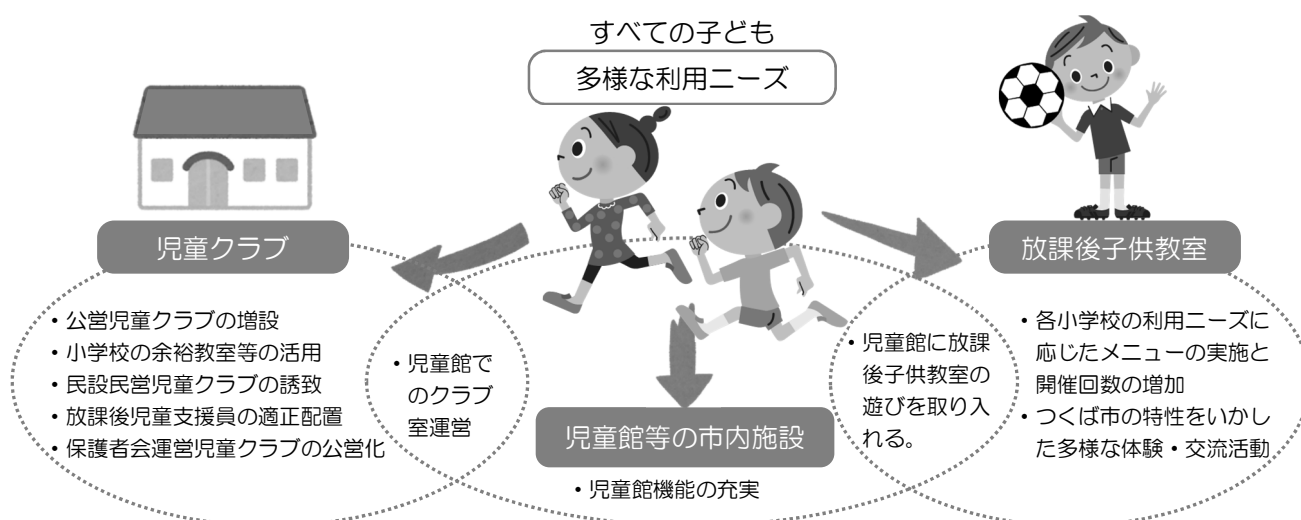 すべての子ども
多様な利用ニーズ
児童クラブ
・公営児童クラブの増設
・小学校の余裕教室等の活用
・民設民営児童クラブの誘致
・放課後児童支援員の適正配置
・保護者会運営児童クラブの公営化
・児童館で
のクラブ
室運営
児童館等の市内施設
・児童館機能の充実
・児童館に放課
後子供教室の
遊びを取り入
れる。
放課後子供教室
・各小学校の利用ニーズに
応じたメニューの実施と
開催回数の増加
・つくば市の特性をいかし
た多様な体験・交流活動